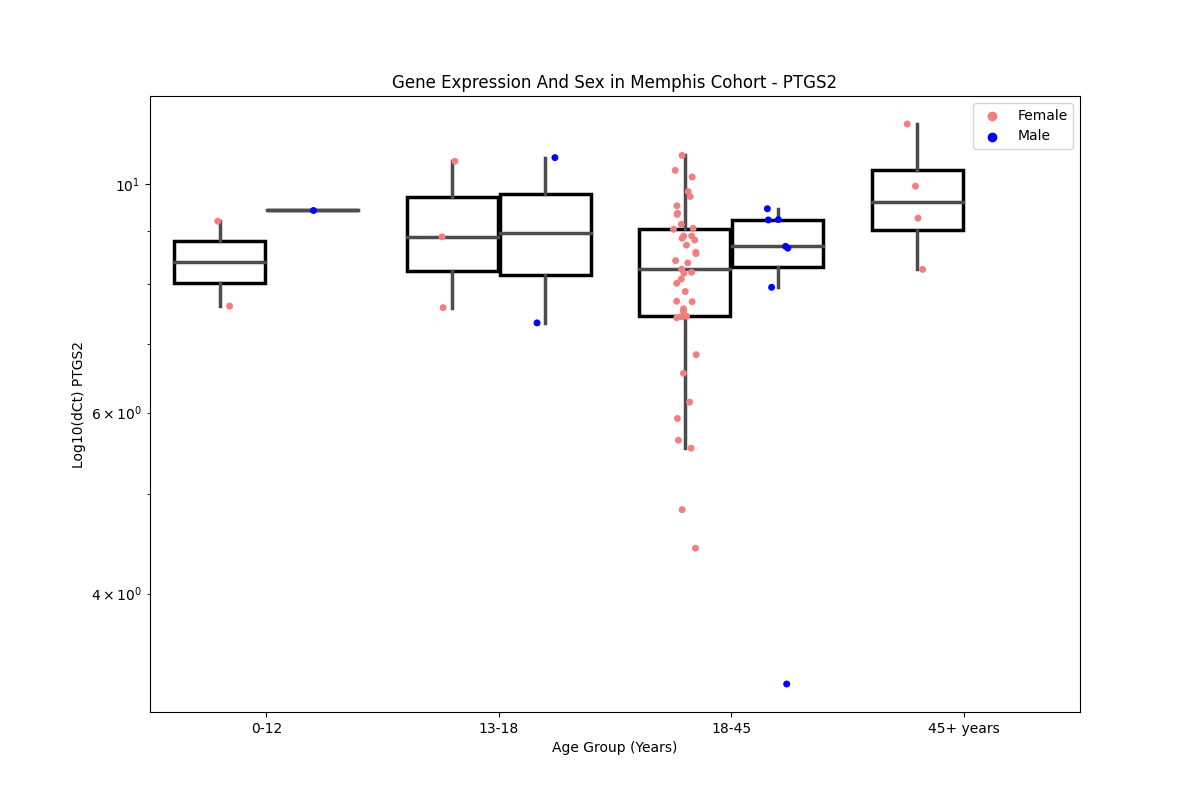 Gene Expression And Sex in Memphis Cohort - PTGS2
Female
Male
10¹
6 × 10⁰
4 × 10⁰
Log10(dCt) PTGS2
0-12
13-18
18-45
45+ years
Age Group (Years)